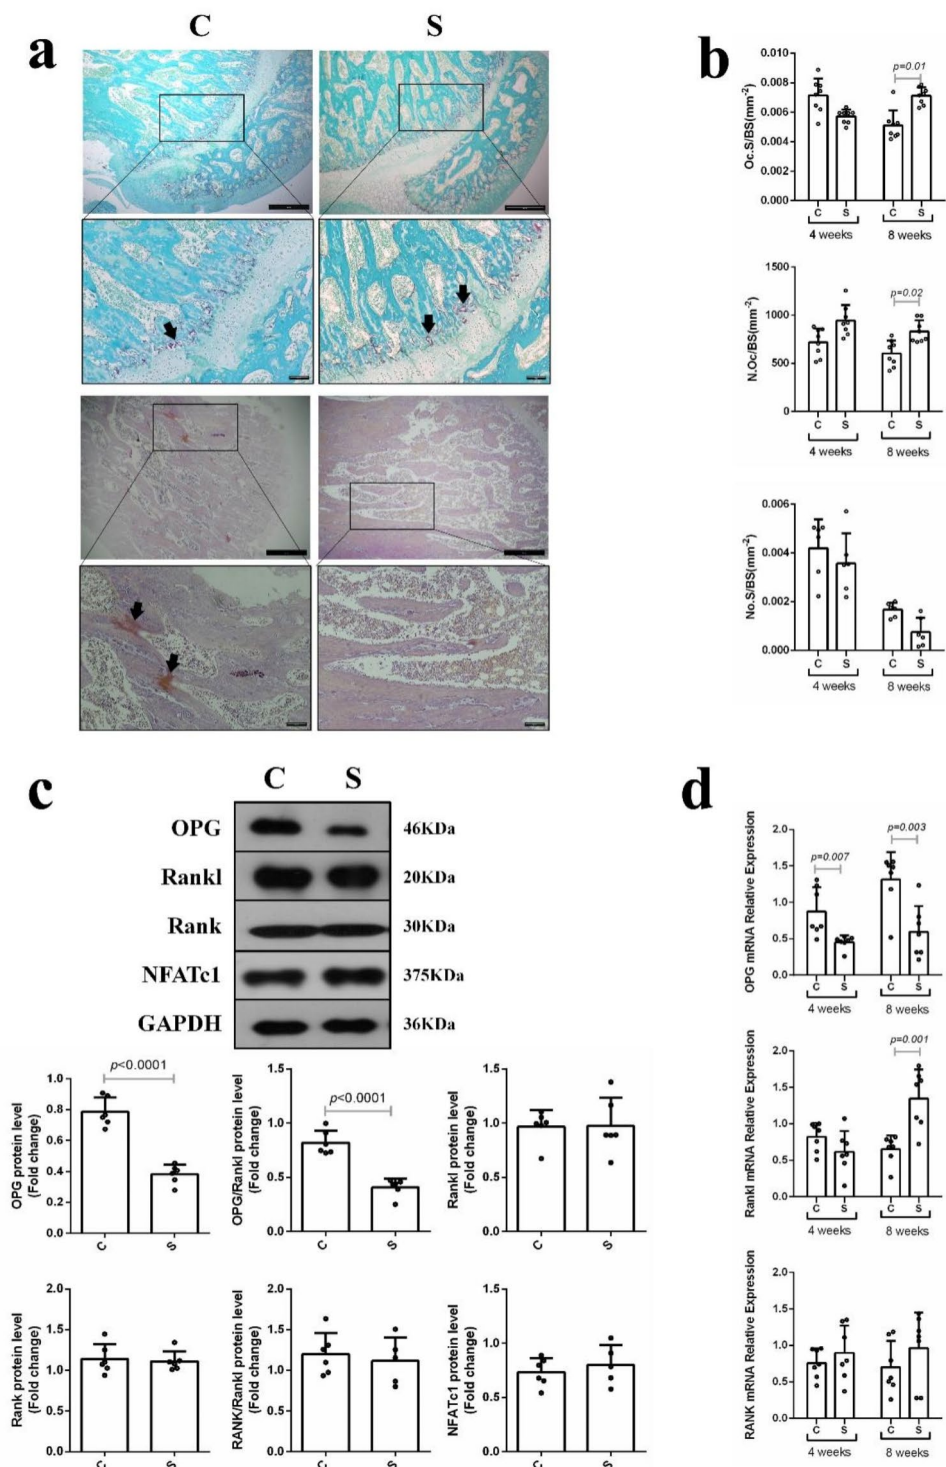 C S
a
b
Oc.S/BS(mm-2)
0.010
0.008
0.006
0.004
0.002
0.000
p=0.01
C S C S
4 weeks 8 weeks
N.Oc/BS(mm-2)
1500
1000
500
0
p=0.02
C S C S
4 weeks 8 weeks
No.S/BS(mm-2)
0.006
0.004
0.002
0.000
C S C S
4 weeks 8 weeks
c
C S
OPG 46KDa
Rankl 20KDa
Rank 30KDa
NFATc1 375KDa
GAPDH 36KDa
OPG protein level
(Fold change)
1.0
0.8
0.6
0.4
0.2
0.0
p<0.0001
C S
OPG/Rankl protein level
(Fold change)
1.5
1.0
0.5
0.0
p<0.0001
C S
Rankl protein level
(Fold change)
1.5
1.0
0.5
0.0
C S
Rank protein level
(Fold change)
2.0
1.5
1.0
0.5
0.0
C S
RANK/Rankl protein level
(Fold change)
2.0
1.5
1.0
0.5
0.0
C S
NFATc1 protein level
(Fold change)
1.5
1.0
0.5
0.0
C S
d
OPG mRNA Relative Expression
2.0
1.5
1.0
0.5
0.0
p=0.007
p=0.003
C S C S
4 weeks 8 weeks
Rankl mRNA Relative Expression
2.0
1.5
1.0
0.5
0.0
p=0.001
C S C S
4 weeks 8 weeks
RANK mRNA Relative Expression
2.0
1.5
1.0
0.5
0.0
C S C S
4 weeks 8 weeks